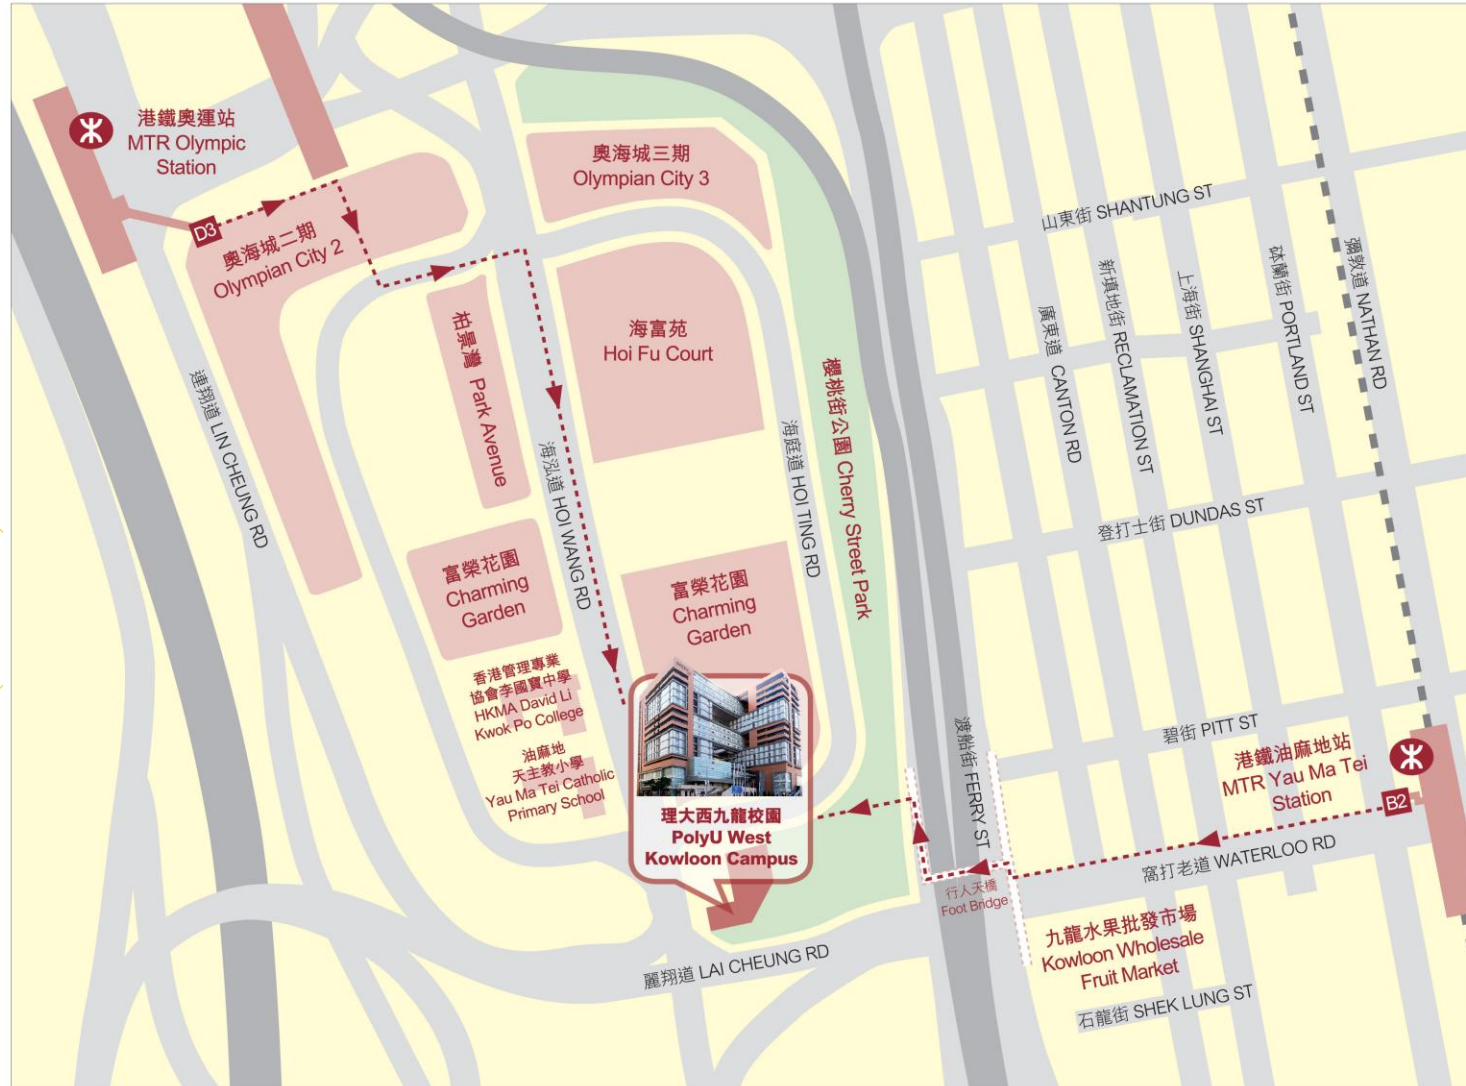 港鐵奧運站
MTR Olympic
Station
D3
奧海城二期
Olympian City 2
奧海城三期
Olympian City 3
柏景灣 Park Avenue
海富苑
Hoi Fu Court
連翔道 LIN CHEUNG RD
海泓道 HOI WANG RD
海庭道 HOI TING RD
櫻桃街公園 Cherry Street Park
富榮花園
Charming
Garden
富榮花園
Charming
Garden
香港管理專業
協會李國寶中學
HKMA David Li
Kwok Po College
油麻地
天主教小學
Yau Ma Tei Catholic
Primary School
理大西九龍校園
PolyU West
Kowloon Campus
麗翔道 LAI CHEUNG RD
渡船街 FERRY ST
行人天橋
Foot Bridge
山東街 SHANTUNG ST
廣東道 CANTON RD
新填地街 RECLAMATION ST
上海街 SHANGHAI ST
砵蘭街 PORTLAND ST
彌敦道 NATHAN RD
登打士街 DUNDAS ST
碧街 PITT ST
港鐵油麻地站
MTR Yau Ma Tei
Station
B2
窩打老道 WATERLOO RD
九龍水果批發市場
Kowloon Wholesale
Fruit Market
石龍街 SHEK LUNG ST